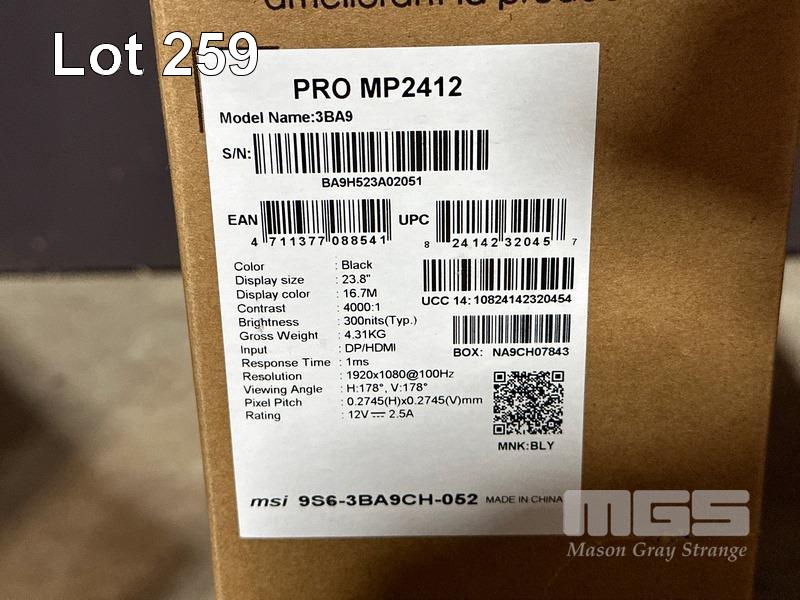 améliorant la
Lot 259
PRO MP2412
Model Name:3BA9
S/N:
BA9H523A02051
EAN
4 711377 088541
UPC
8 24142 32045 7
Color : Black
Display size : 23.8"
Display color : 16.7M
Contrast : 4000:1
Brightness : 300nits(Typ.)
Gross Weight : 4.31KG
Input : DP/HDMI
Response Time : 1ms
Resolution : 1920x1080@100Hz
Viewing Angle : H:178°, V:178°
Pixel Pitch : 0.2745(H)x0.2745(V)mm
Rating : 12V⎓2.5A
UCC 14: 10824142320454
BOX: NA9CH07843
MNK:BLY
msi 9S6-3BA9CH-052 MADE IN CHINA
MGS
Mason Gray Strange